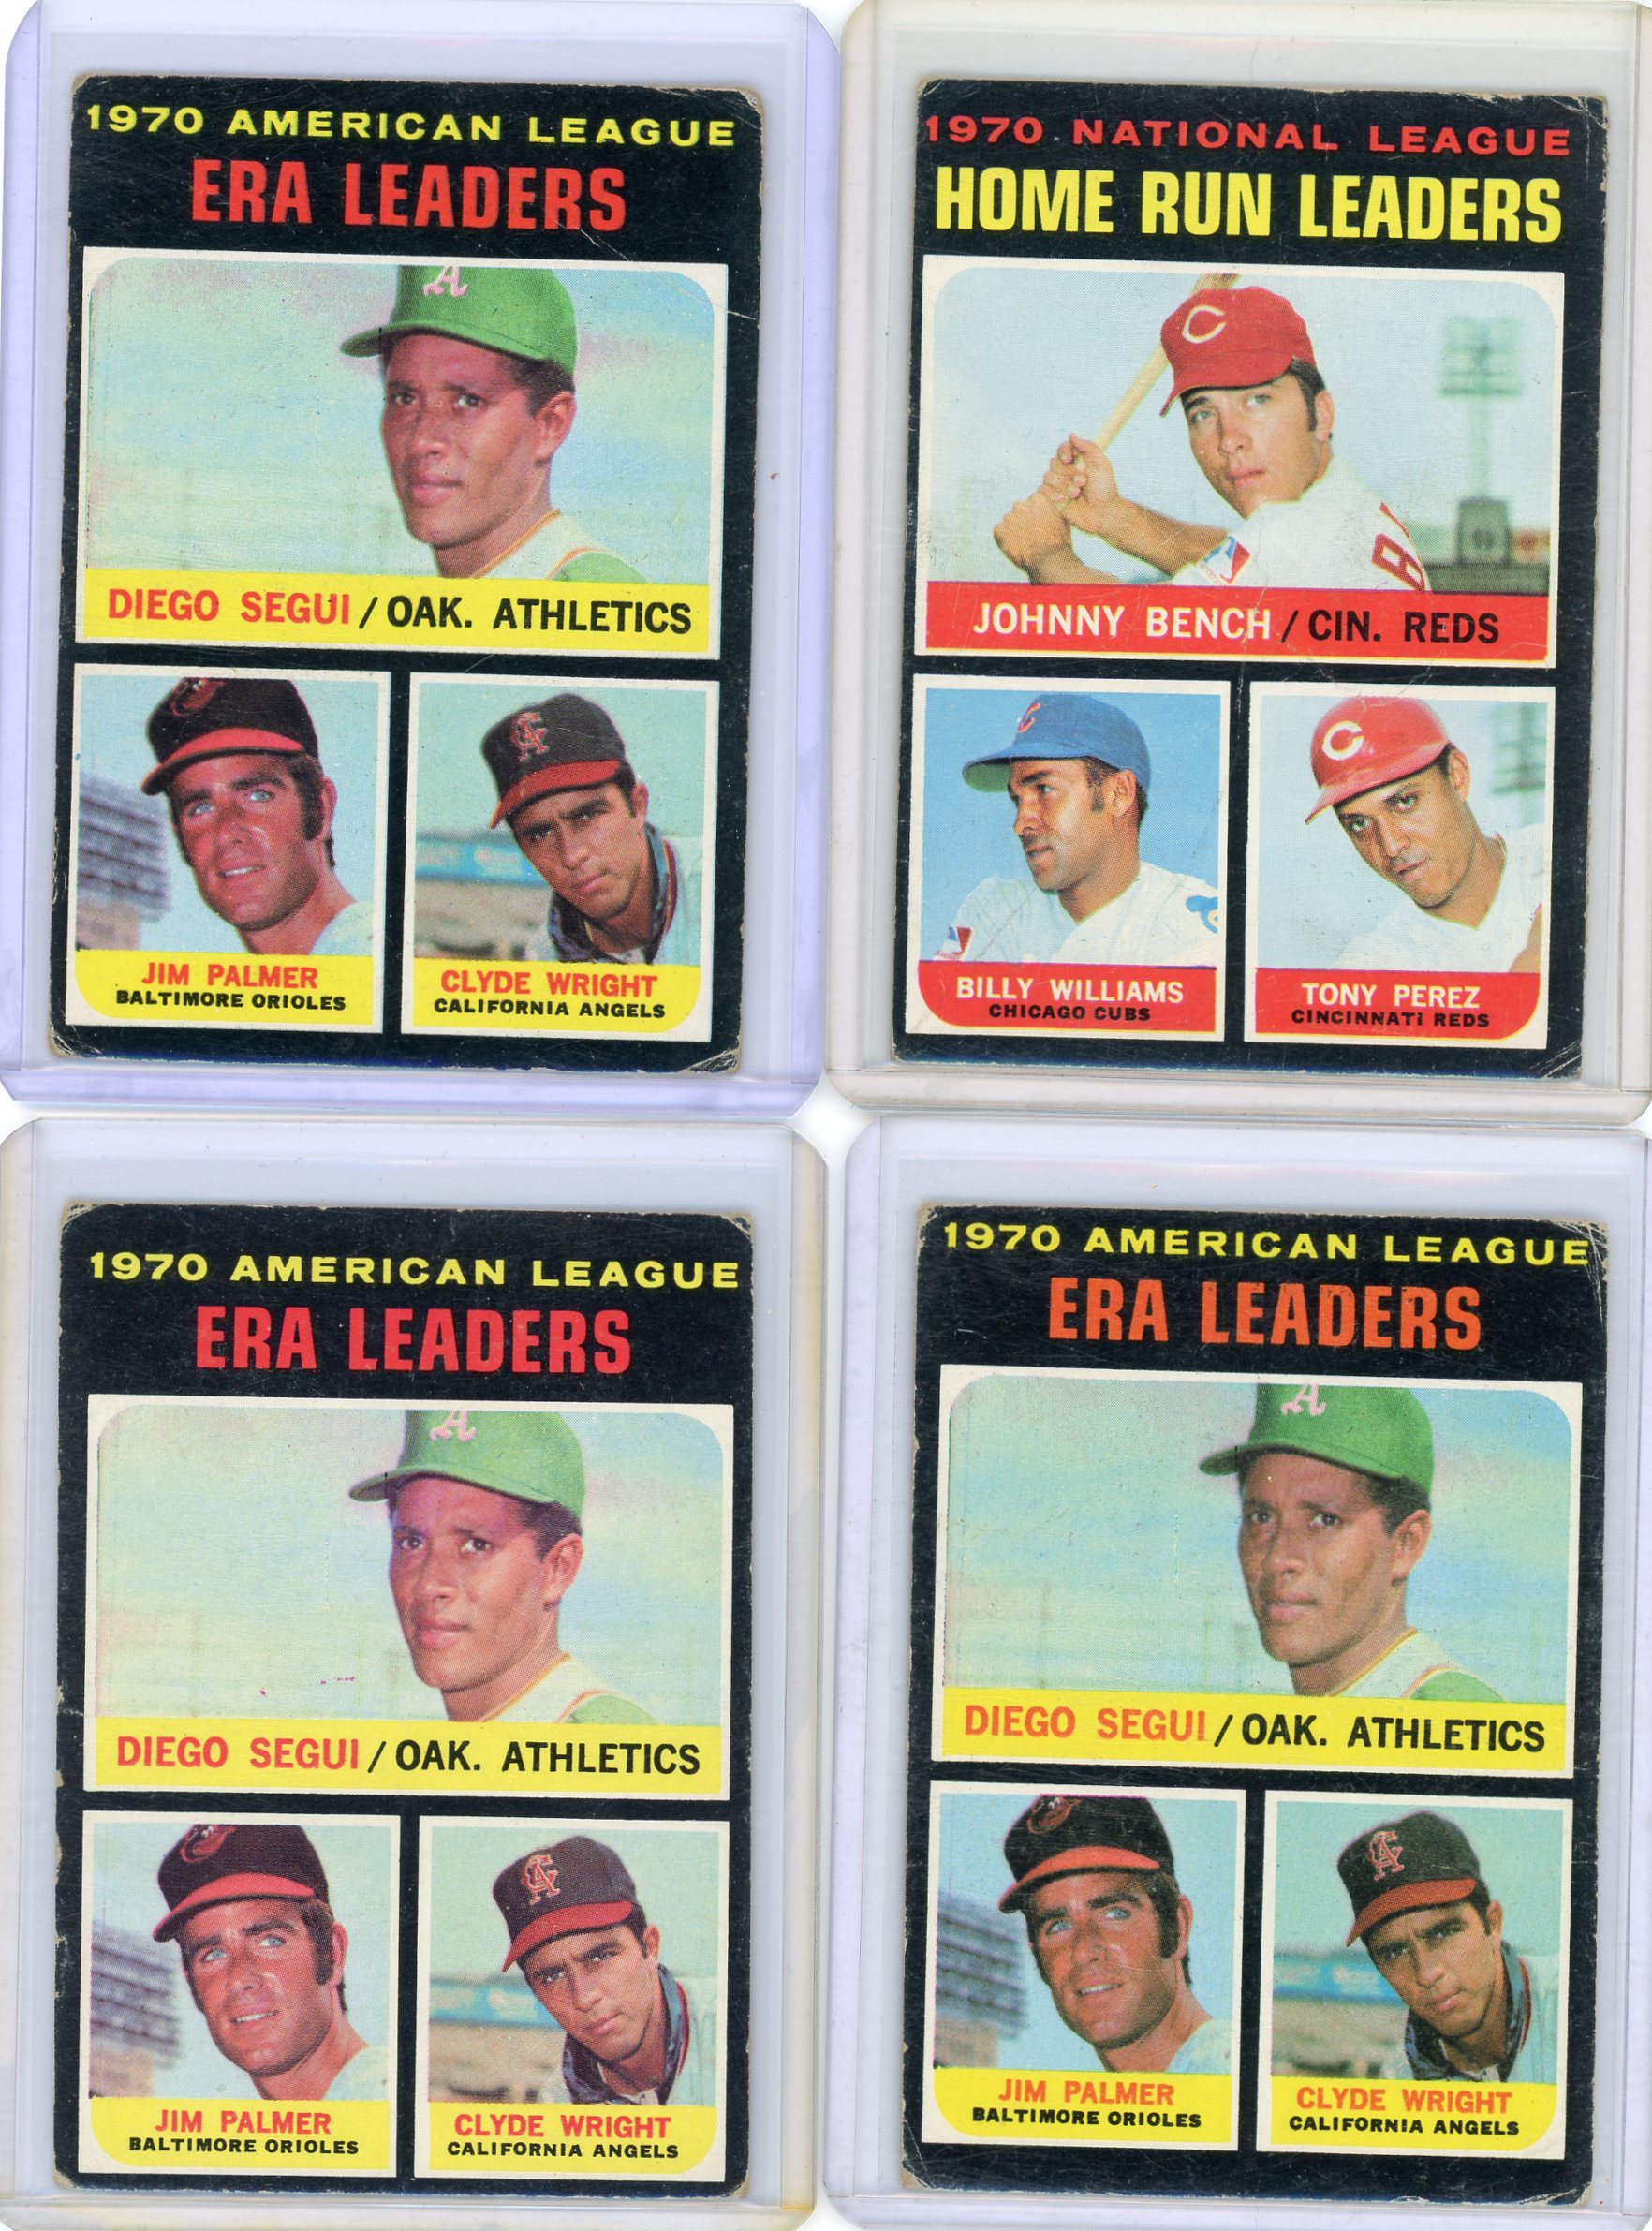 1970 AMERICAN LEAGUE
ERA LEADERS
A
DIEGO SEGUI / OAK. ATHLETICS
JIM PALMER
BALTIMORE ORIOLES
CA
CLYDE WRIGHT
CALIFORNIA ANGELS
1970 NATIONAL LEAGUE
HOME RUN LEADERS
C
JOHNNY BENCH / CIN. REDS
C
BILLY WILLIAMS
CHICAGO CUBS
C
TONY PEREZ
CINCINNATi REDS
1970 AMERICAN LEAGUE
ERA LEADERS
A
DIEGO SEGUI / OAK. ATHLETICS
JIM PALMER
BALTIMORE ORIOLES
CA
CLYDE WRIGHT
CALIFORNIA ANGELS
1970 AMERICAN LEAGUE
ERA LEADERS
A
DIEGO SEGUI / OAK. ATHLETICS
JIM PALMER
BALTIMORE ORIOLES
CA
CLYDE WRIGHT
CALIFORNIA ANGELS